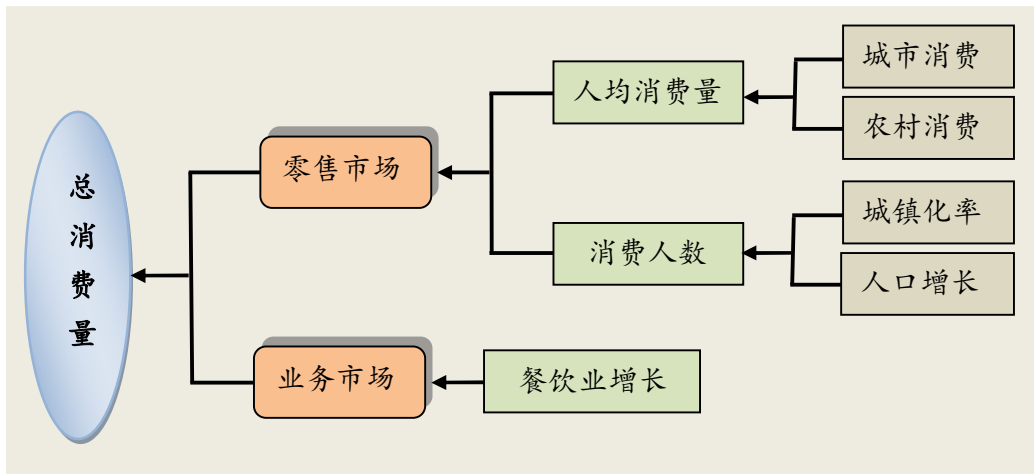 总消费量
零售市场
业务市场
人均消费量
消费人数
餐饮业增长
城市消费
农村消费
城镇化率
人口增长